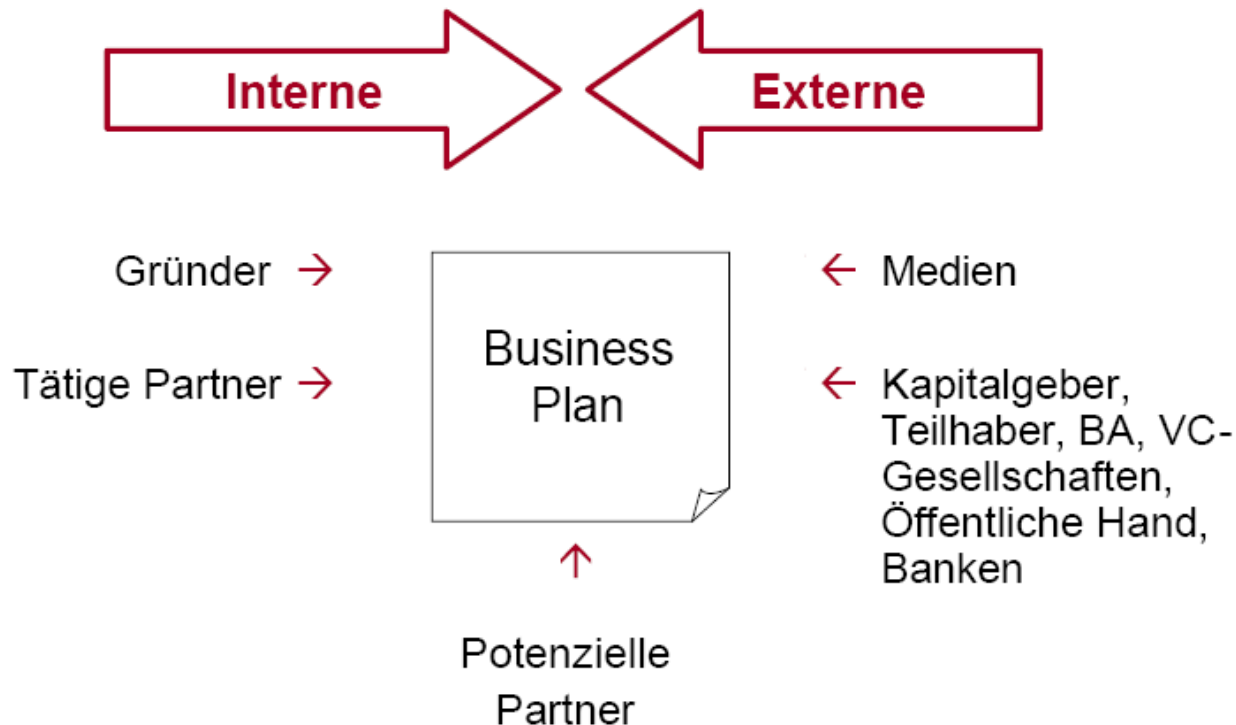 Interne
Externe
Gründer →
Tätige Partner →
Business
Plan
← Medien
← Kapitalgeber,
Teilhaber, BA, VC-
Gesellschaften,
Öffentliche Hand,
Banken
↑
Potenzielle
Partner